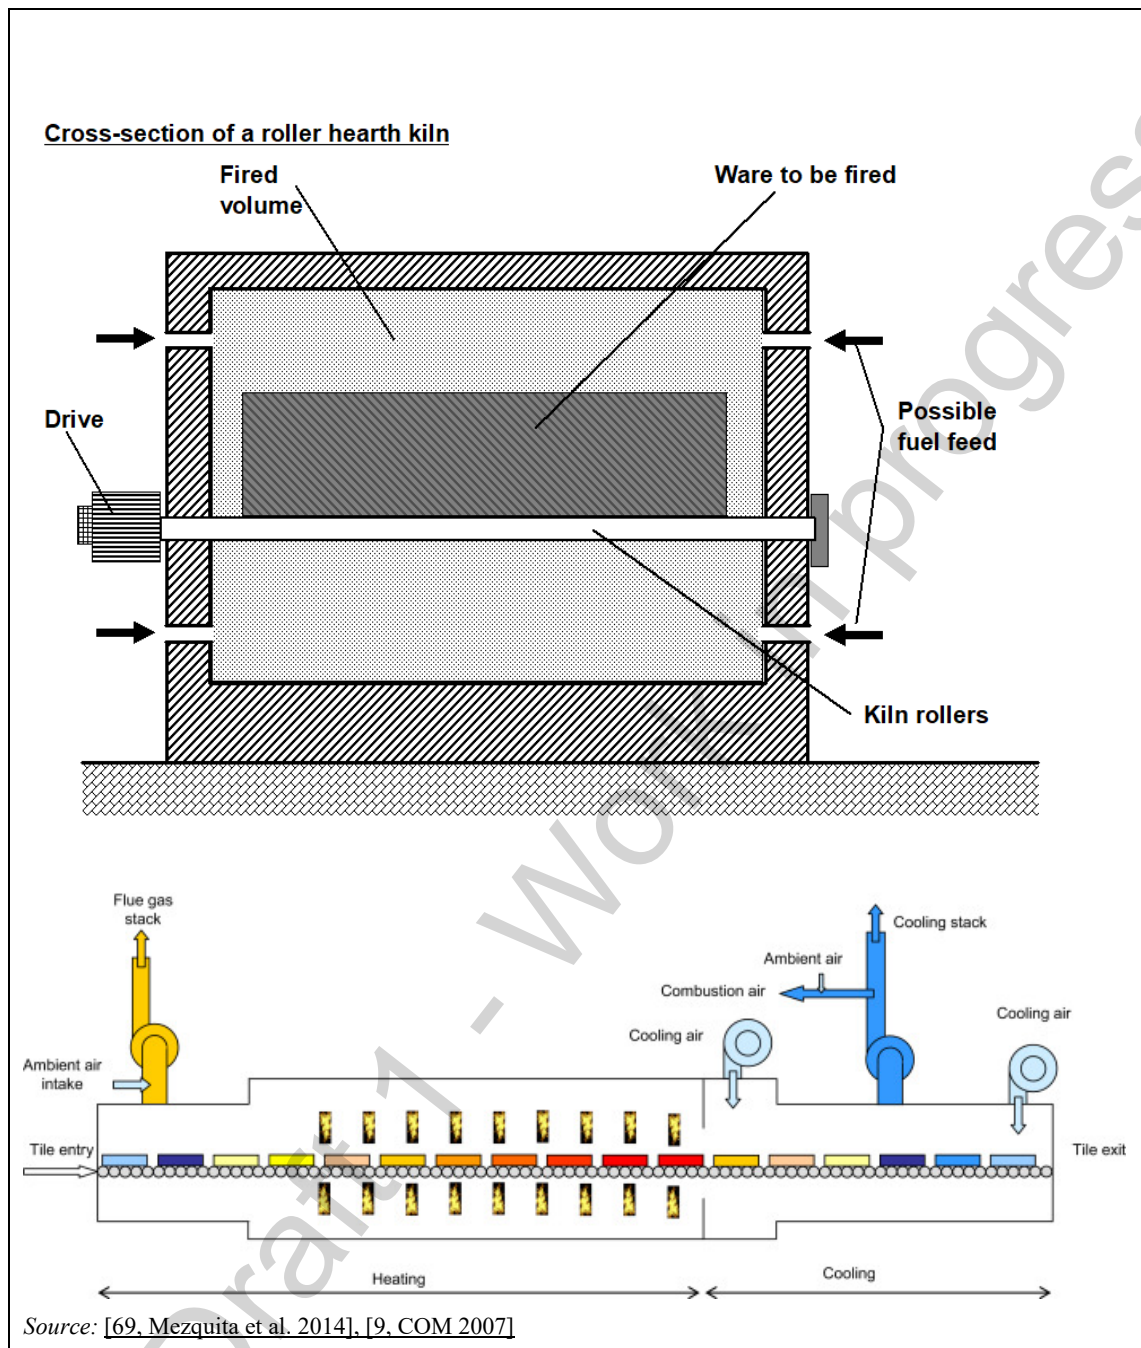 Cross-section of a roller hearth kiln
Fired
volume
Ware to be fired
Drive
Possible
fuel feed
Kiln rollers
Flue gas
stack
Cooling stack
Ambient air
Combustion air
Cooling air
Cooling air
Ambient air
intake
Tile entry
Tile exit
Heating
Cooling
Source: [69, Mezquita et al. 2014], [9, COM 2007]
Draft 1 - Work in progress